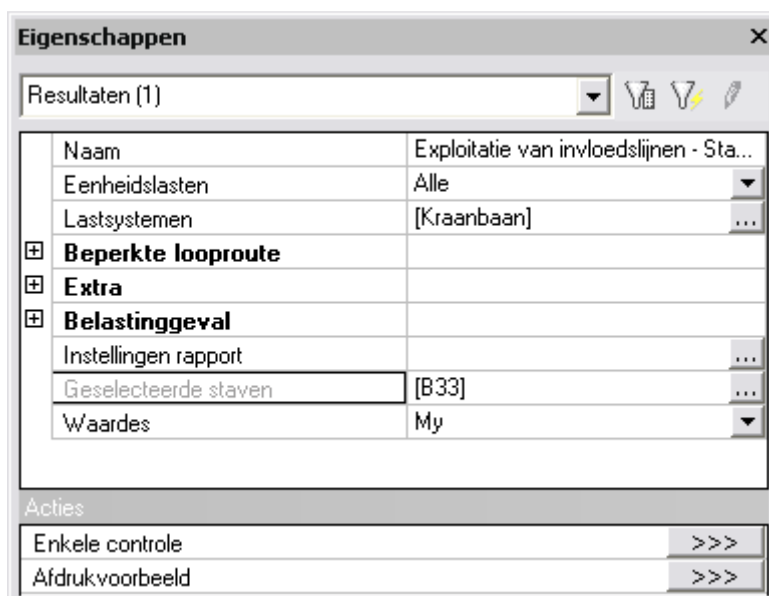 Eigenschappen
Resultaten (1)
Naam Exploitatie van invloedslijnen - Sta...
Eenheidslasten Alle
Lastsystemen [Kraanbaan] ...
Beperkte looproute
Extra
Belastinggeval
Instellingen rapport ...
Geselecteerde staven [B33] ...
Waardes My
Acties
Enkele controle >>>
Afdrukvoorbeeld >>>